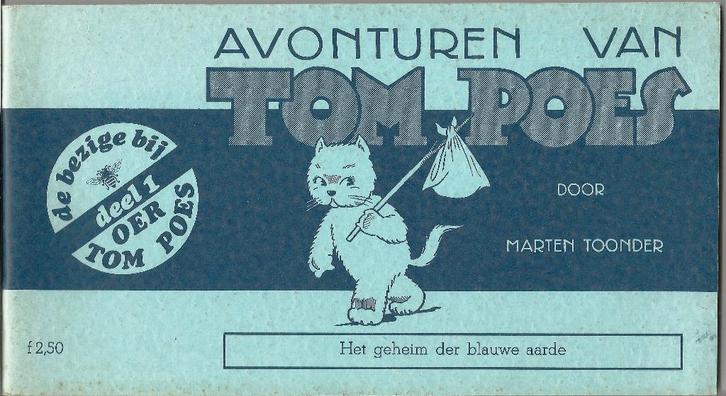 AVONTUREN VAN
TOM POES
de bezige bij
deel 1
OER
TOM POES
DOOR
MARTEN TOONDER
f 2,50
Het geheim der blauwe aarde